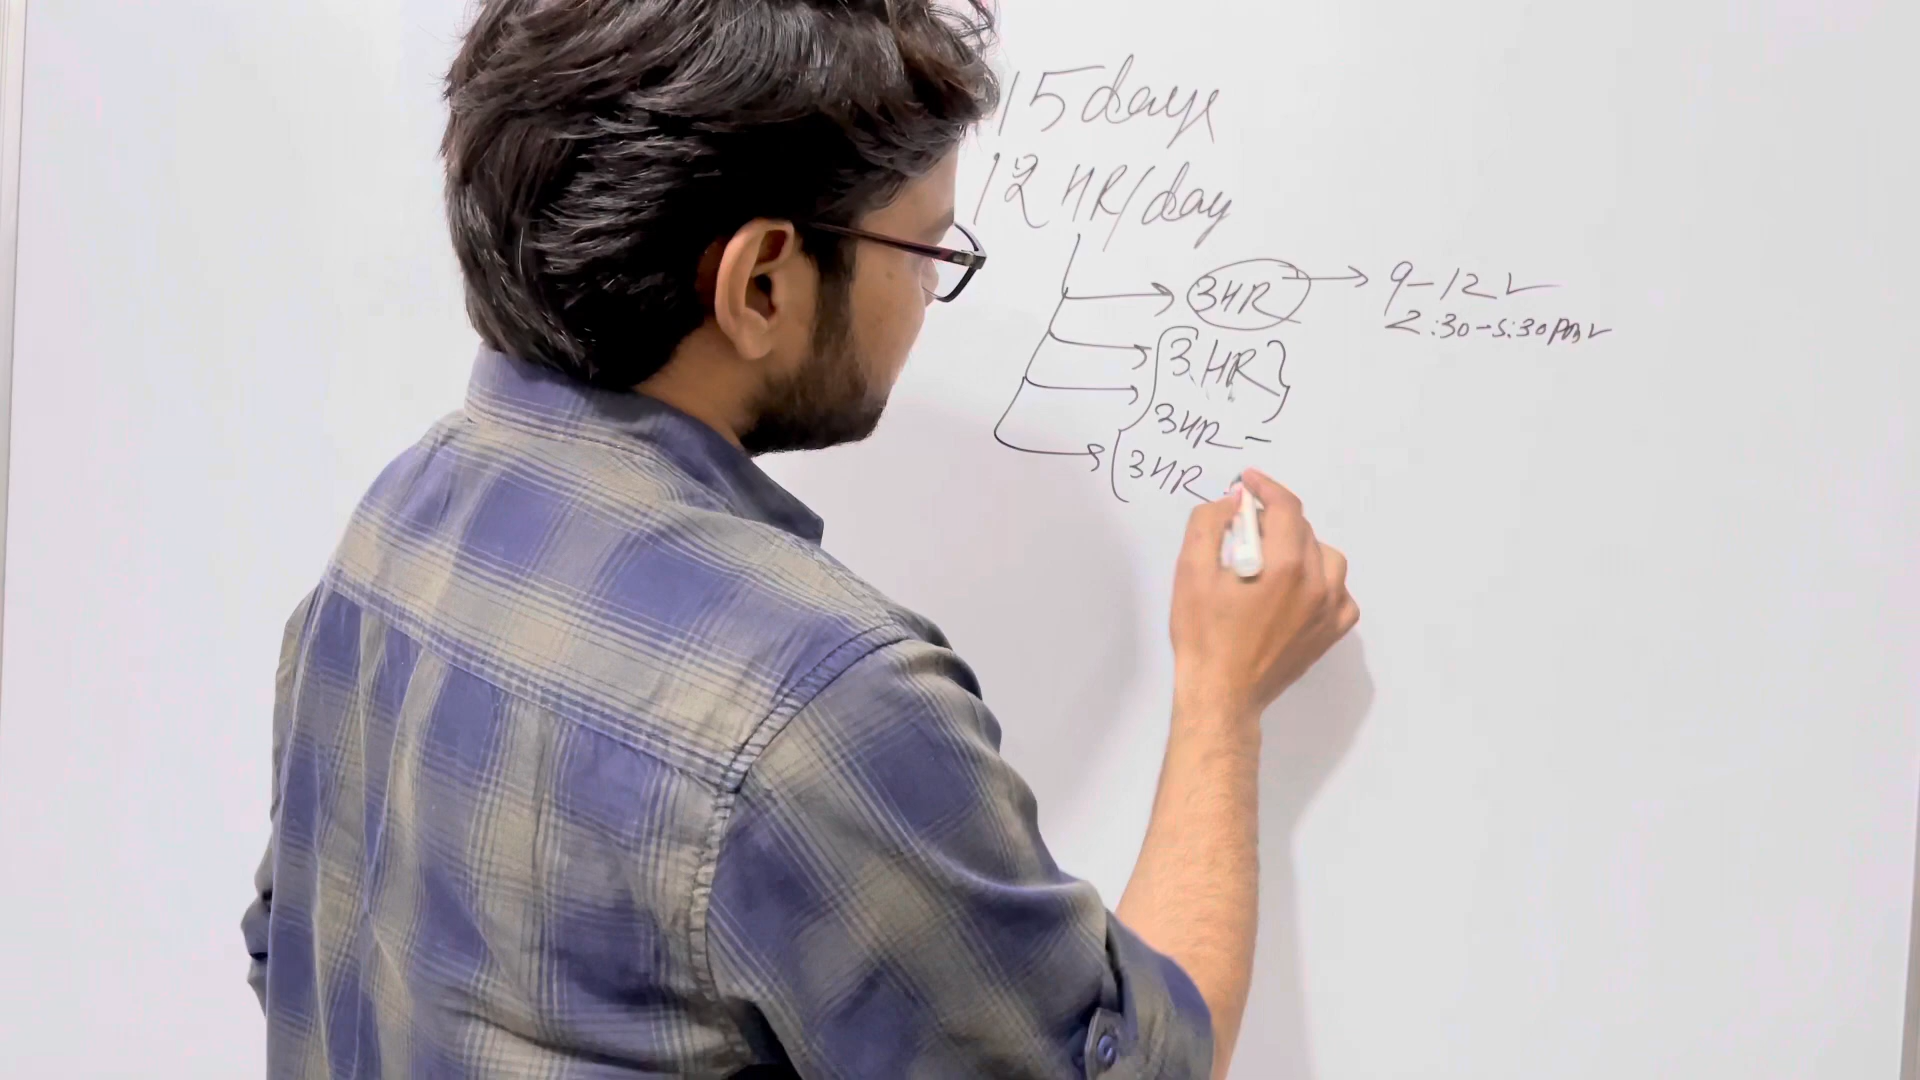 15 days
12 HR/day
3HR → 9-12 ✓
2:30-5:30PM ✓
3 HR
3HR -
3HR -